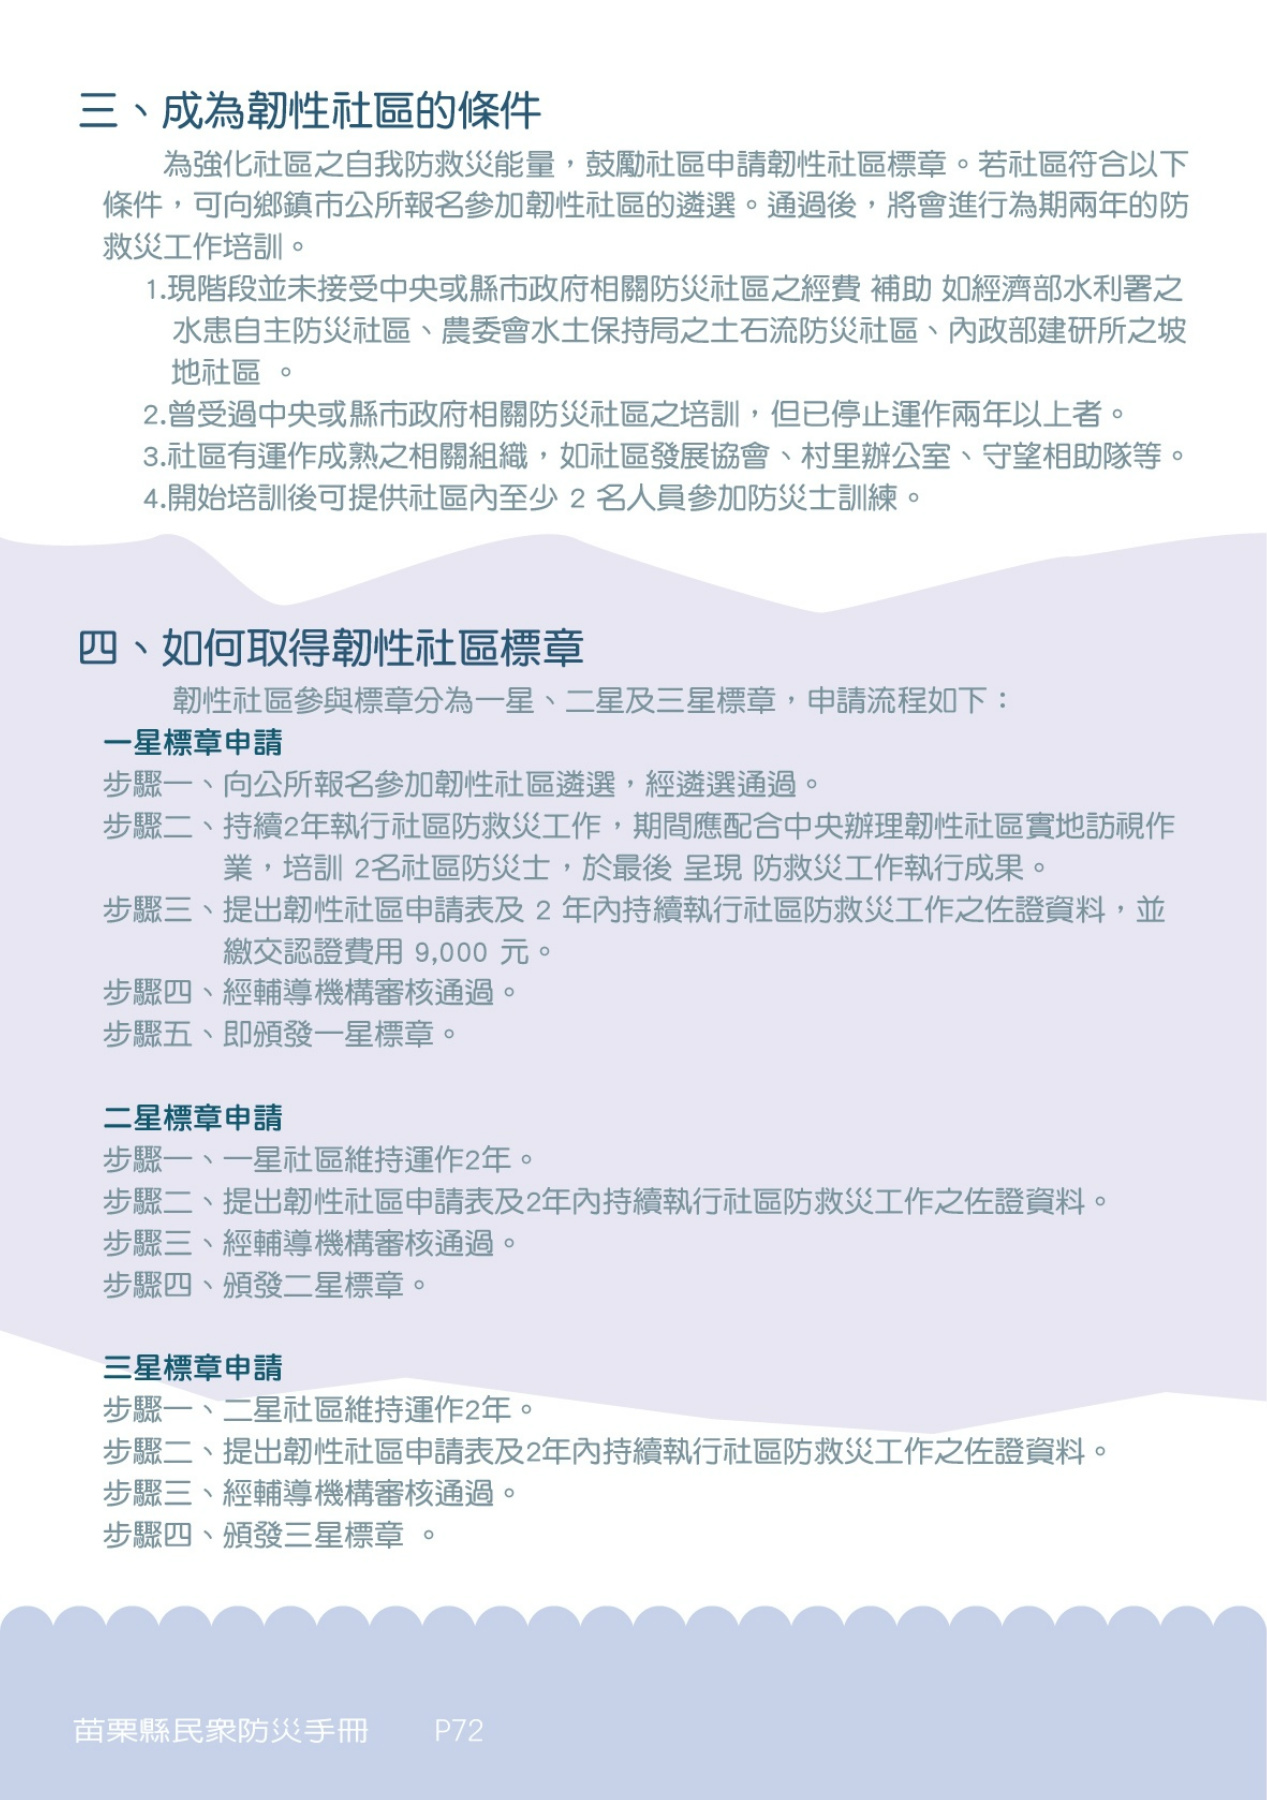 三、成為韌性社區的條件
為強化社區之自我防救災能量，鼓勵社區申請韌性社區標章。若社區符合以下
條件，可向鄉鎮市公所報名參加韌性社區的遴選。通過後，將會進行為期兩年的防
救災工作培訓。
1.現階段並未接受中央或縣市政府相關防災社區之經費 補助 如經濟部水利署之
水患自主防災社區、農委會水土保持局之土石流防災社區、內政部建研所之坡
地社區 。
2.曾受過中央或縣市政府相關防災社區之培訓，但已停止運作兩年以上者。
3.社區有運作成熟之相關組織，如社區發展協會、村里辦公室、守望相助隊等。
4.開始培訓後可提供社區內至少 2 名人員參加防災士訓練。
四、如何取得韌性社區標章
韌性社區參與標章分為一星、二星及三星標章，申請流程如下：
一星標章申請
步驟一、向公所報名參加韌性社區遴選，經遴選通過。
步驟二、持續2年執行社區防救災工作，期間應配合中央辦理韌性社區實地訪視作
業，培訓 2名社區防災士，於最後 呈現 防救災工作執行成果。
步驟三、提出韌性社區申請表及 2 年內持續執行社區防救災工作之佐證資料，並
繳交認證費用 9,000 元。
步驟四、經輔導機構審核通過。
步驟五、即頒發一星標章。
二星標章申請
步驟一、一星社區維持運作2年。
步驟二、提出韌性社區申請表及2年內持續執行社區防救災工作之佐證資料。
步驟三、經輔導機構審核通過。
步驟四、頒發二星標章。
三星標章申請
步驟一、二星社區維持運作2年。
步驟二、提出韌性社區申請表及2年內持續執行社區防救災工作之佐證資料。
步驟三、經輔導機構審核通過。
步驟四、頒發三星標章 。
苗栗縣民眾防災手冊 P72